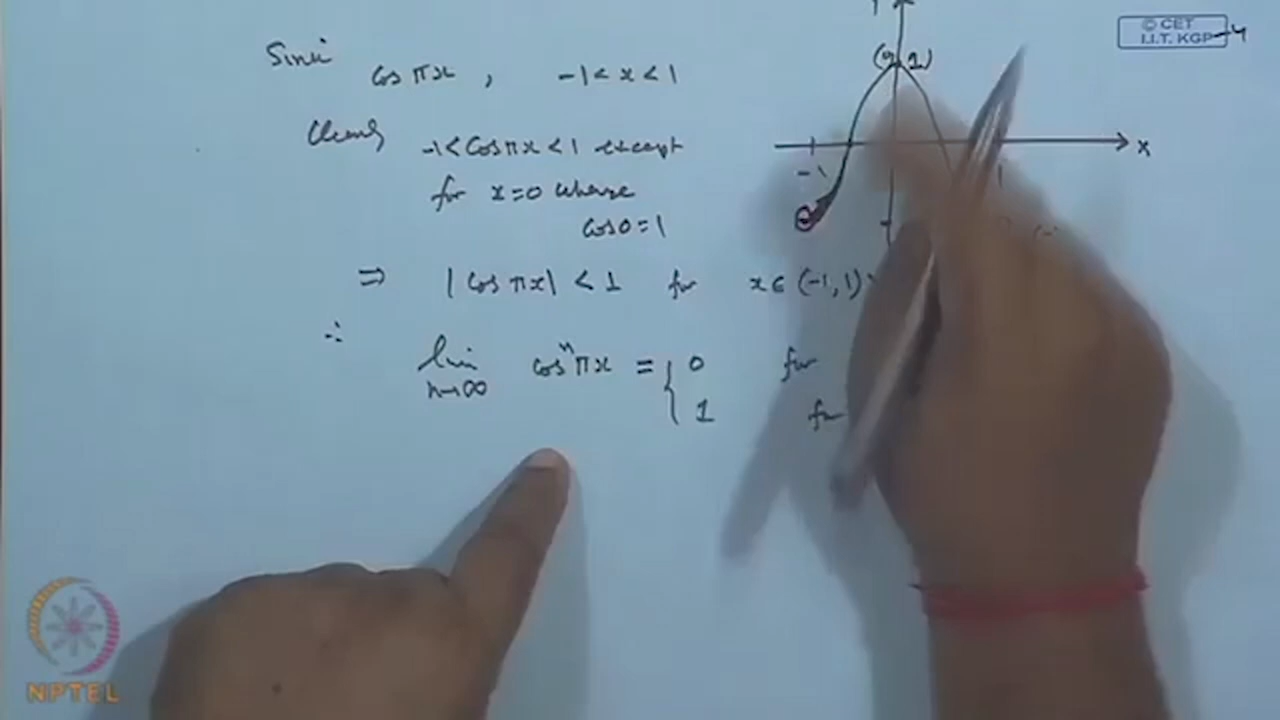 © CET
I.I.T. KGP
Since cos πx , -1 < x < 1
(0, 1)
Clearly -1 < cos πx < 1 except
x
-1
1
for x = 0 where
cos 0 = 1
⇒ |cos πx| < 1 for x ∈ (-1, 1)
∴ lim n→∞ cosⁿ πx = { 0 for
1 for
NPTEL